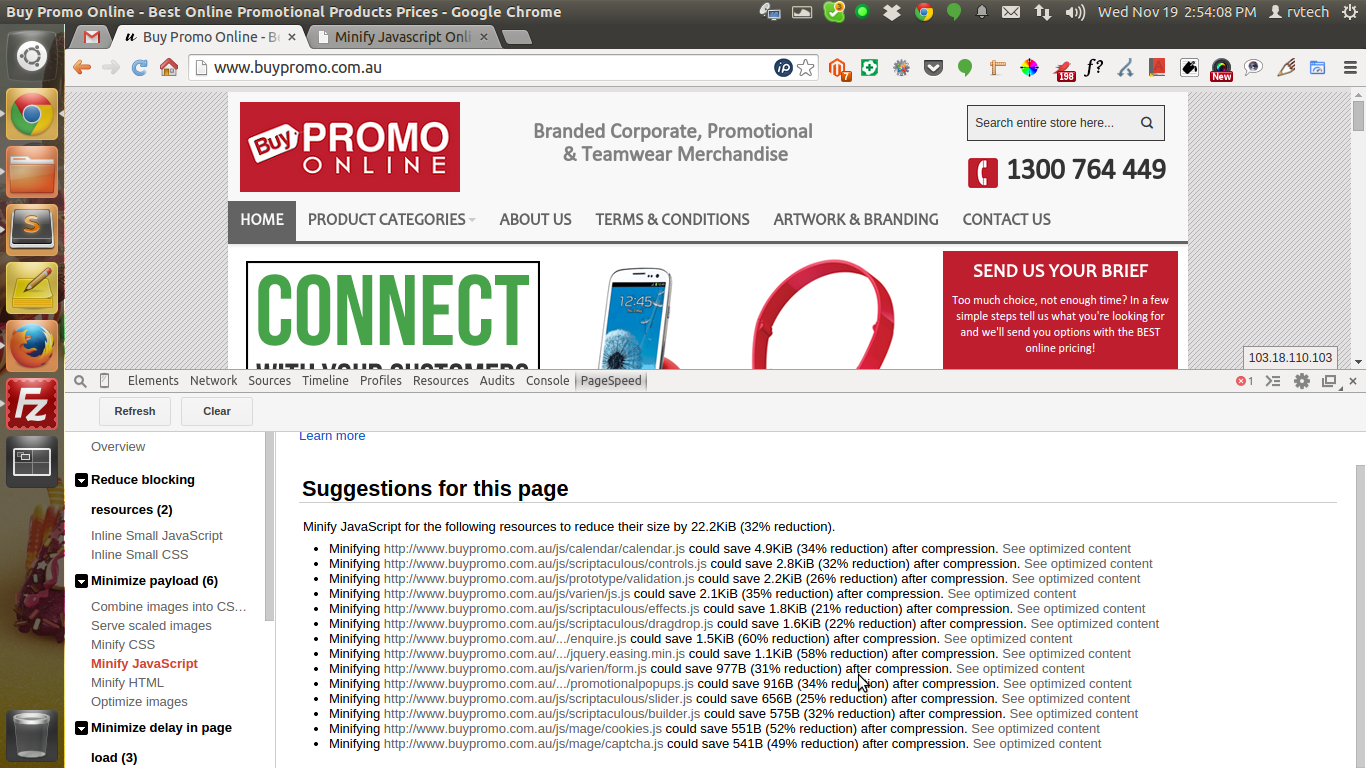 Buy Promo Online - Best Online Promotional Products Prices - Google Chrome
Wed Nov 19 2:54:08 PM
rvtech
Buy Promo Online - B
Minify Javascript Onli
www.buypromo.com.au
7
198
f?
New
Buy PROMO ONLINE
Branded Corporate, Promotional
& Teamwear Merchandise
Search entire store here...
1300 764 449
HOME PRODUCT CATEGORIES ABOUT US TERMS & CONDITIONS ARTWORK & BRANDING CONTACT US
CONNECT
WITH YOUR CUSTOMERS
12:45
SEND US YOUR BRIEF
Too much choice, not enough time? In a few
simple steps tell us what you're looking for
and we'll send you options with the BEST
online pricing!
103.18.110.103
Elements Network Sources Timeline Profiles Resources Audits Console PageSpeed
1
Refresh Clear
Overview
Reduce blocking
resources (2)
Inline Small JavaScript
Inline Small CSS
Minimize payload (6)
Combine images into CS...
Serve scaled images
Minify CSS
Minify JavaScript
Minify HTML
Optimize images
Minimize delay in page
load (3)
Learn more
Suggestions for this page
Minify JavaScript for the following resources to reduce their size by 22.2KiB (32% reduction).
Minifying http://www.buypromo.com.au/js/calendar/calendar.js could save 4.9KiB (34% reduction) after compression. See optimized content
Minifying http://www.buypromo.com.au/js/scriptaculous/controls.js could save 2.8KiB (32% reduction) after compression. See optimized content
Minifying http://www.buypromo.com.au/js/prototype/validation.js could save 2.2KiB (26% reduction) after compression. See optimized content
Minifying http://www.buypromo.com.au/js/varien/js.js could save 2.1KiB (35% reduction) after compression. See optimized content
Minifying http://www.buypromo.com.au/js/scriptaculous/effects.js could save 1.8KiB (21% reduction) after compression. See optimized content
Minifying http://www.buypromo.com.au/js/scriptaculous/dragdrop.js could save 1.6KiB (22% reduction) after compression. See optimized content
Minifying http://www.buypromo.com.au/.../enquire.js could save 1.5KiB (60% reduction) after compression. See optimized content
Minifying http://www.buypromo.com.au/.../jquery.easing.min.js could save 1.1KiB (58% reduction) after compression. See optimized content
Minifying http://www.buypromo.com.au/js/varien/form.js could save 977B (31% reduction) after compression. See optimized content
Minifying http://www.buypromo.com.au/.../promotionalpopups.js could save 916B (34% reduction) after compression. See optimized content
Minifying http://www.buypromo.com.au/js/scriptaculous/slider.js could save 656B (25% reduction) after compression. See optimized content
Minifying http://www.buypromo.com.au/js/scriptaculous/builder.js could save 575B (32% reduction) after compression. See optimized content
Minifying http://www.buypromo.com.au/js/mage/cookies.js could save 551B (52% reduction) after compression. See optimized content
Minifying http://www.buypromo.com.au/js/mage/captcha.js could save 541B (49% reduction) after compression. See optimized content